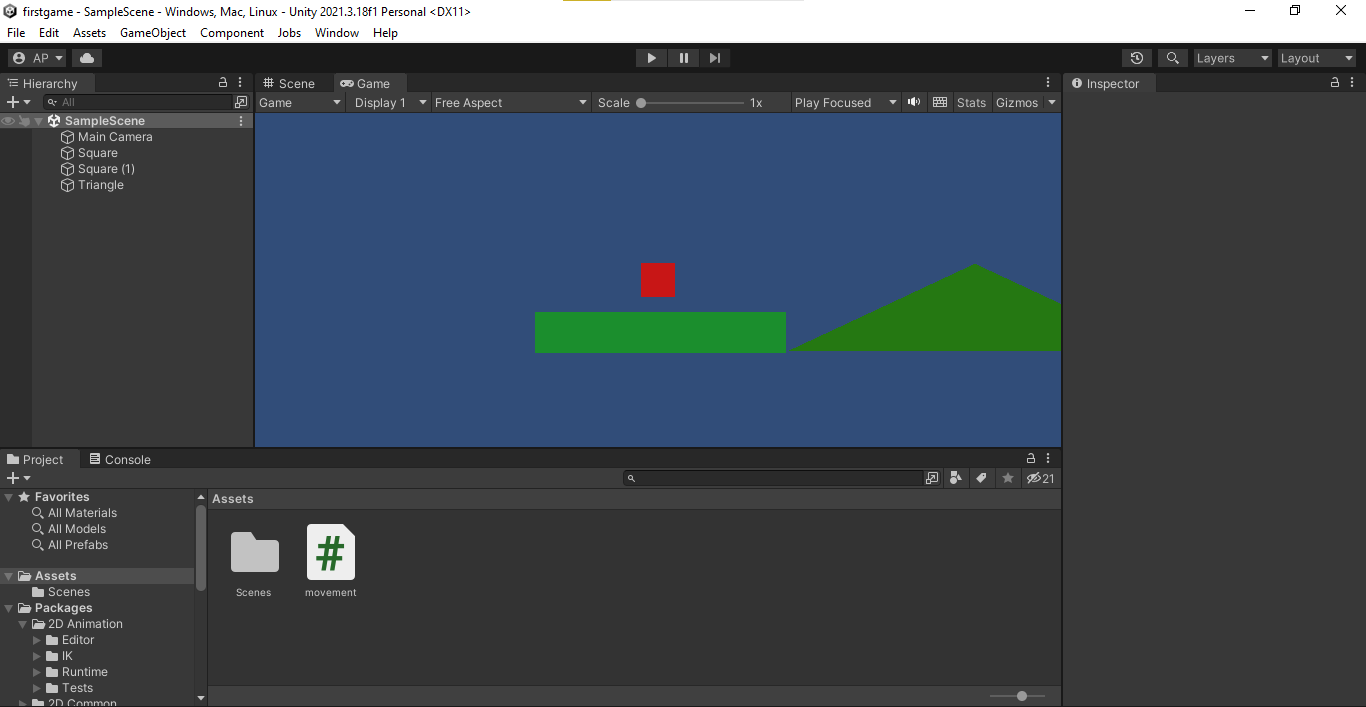 firstgame - SampleScene - Windows, Mac, Linux - Unity 2021.3.18f1 Personal <DX11>
File Edit Assets GameObject Component Jobs Window Help
AP Layers Layout
Hierarchy Scene Game Inspector
All Game Display 1 Free Aspect Scale 1x Play Focused Stats Gizmos
SampleScene
Main Camera
Square
Square (1)
Triangle
Project Console
21
Favorites Assets
All Materials
All Models
All Prefabs
Assets
Scenes
Packages
2D Animation
Editor
IK
Runtime
Tests
2D Common
Scenes movement